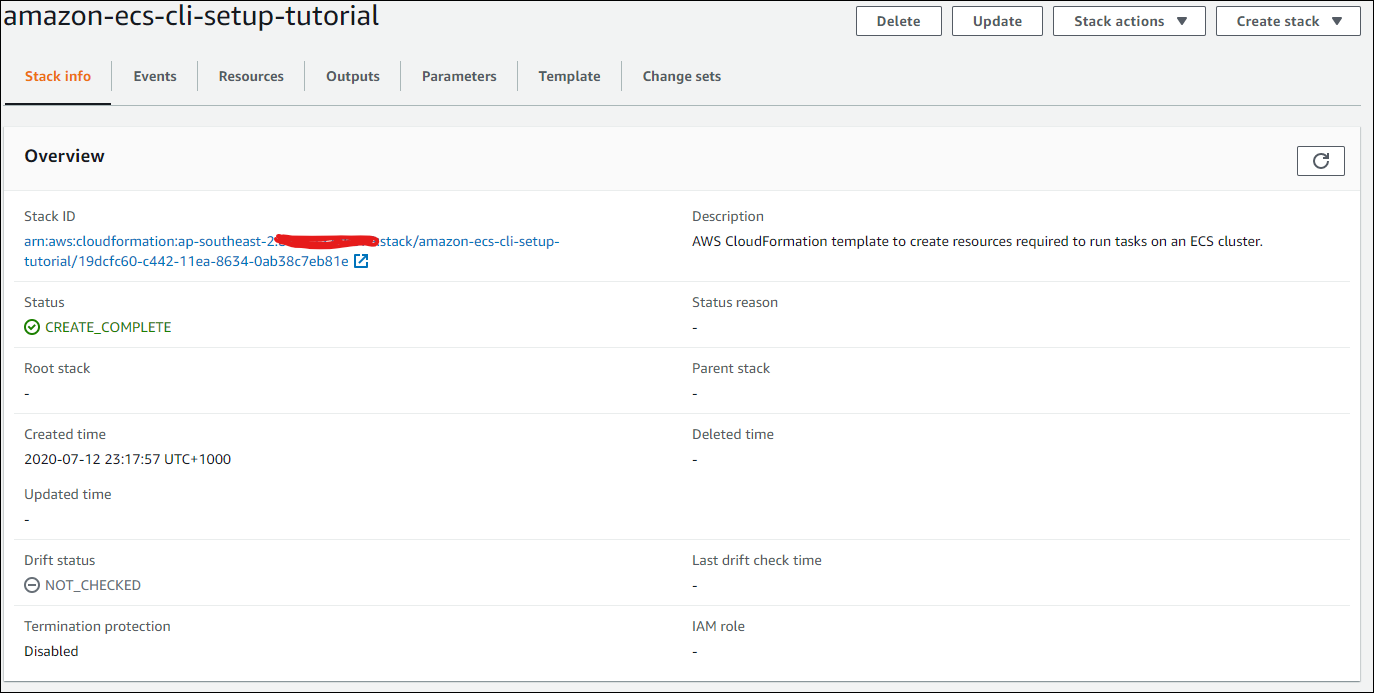 amazon-ecs-cli-setup-tutorial
Delete
Update
Stack actions
Create stack
Stack info
Events
Resources
Outputs
Parameters
Template
Change sets
Overview
Stack ID
arn:aws:cloudformation:ap-southeast-2: stack/amazon-ecs-cli-setup-
tutorial/19dcfc60-c442-11ea-8634-0ab38c7eb81e
Description
AWS CloudFormation template to create resources required to run tasks on an ECS cluster.
Status
CREATE_COMPLETE
Status reason
-
Root stack
-
Parent stack
-
Created time
2020-07-12 23:17:57 UTC+1000
Deleted time
-
Updated time
-
Drift status
NOT_CHECKED
Last drift check time
-
Termination protection
Disabled
IAM role
-